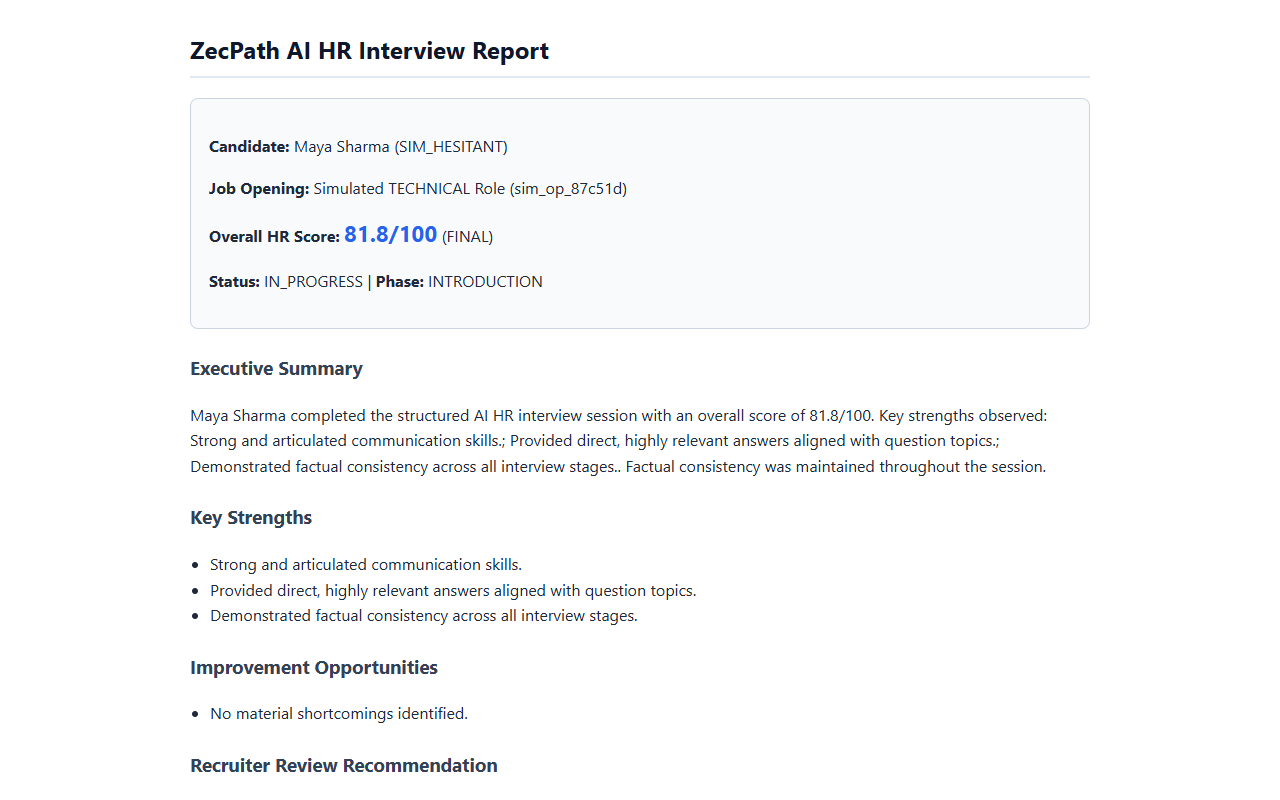 ZecPath AI HR Interview Report
Candidate: Maya Sharma (SIM_HESITANT)
Job Opening: Simulated TECHNICAL Role (sim_op_87c51d)
Overall HR Score: 81.8/100 (FINAL)
Status: IN_PROGRESS | Phase: INTRODUCTION
Executive Summary
Maya Sharma completed the structured AI HR interview session with an overall score of 81.8/100. Key strengths observed:
Strong and articulated communication skills.; Provided direct, highly relevant answers aligned with question topics.;
Demonstrated factual consistency across all interview stages.. Factual consistency was maintained throughout the session.
Key Strengths
• Strong and articulated communication skills.
• Provided direct, highly relevant answers aligned with question topics.
• Demonstrated factual consistency across all interview stages.
Improvement Opportunities
• No material shortcomings identified.
Recruiter Review Recommendation